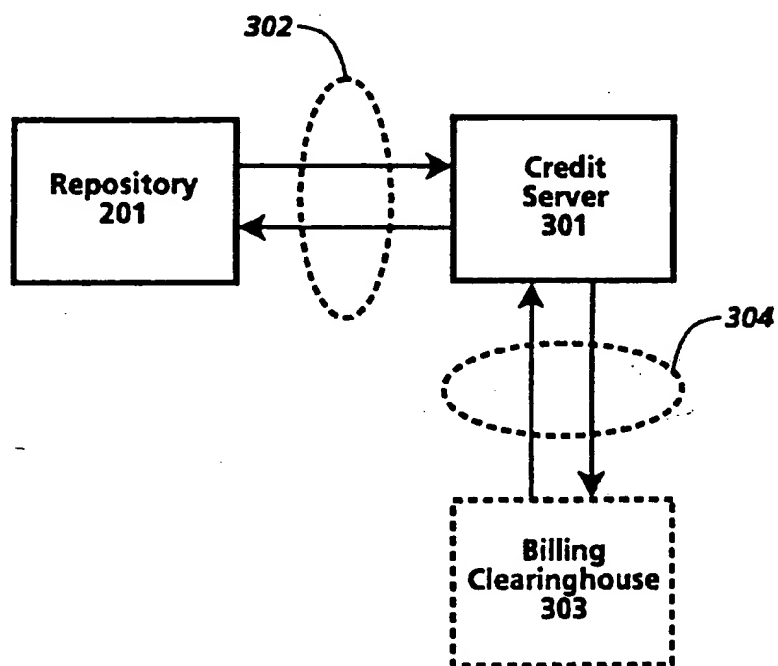 302
Repository
201
Credit
Server
301
304
Billing
Clearinghouse
303